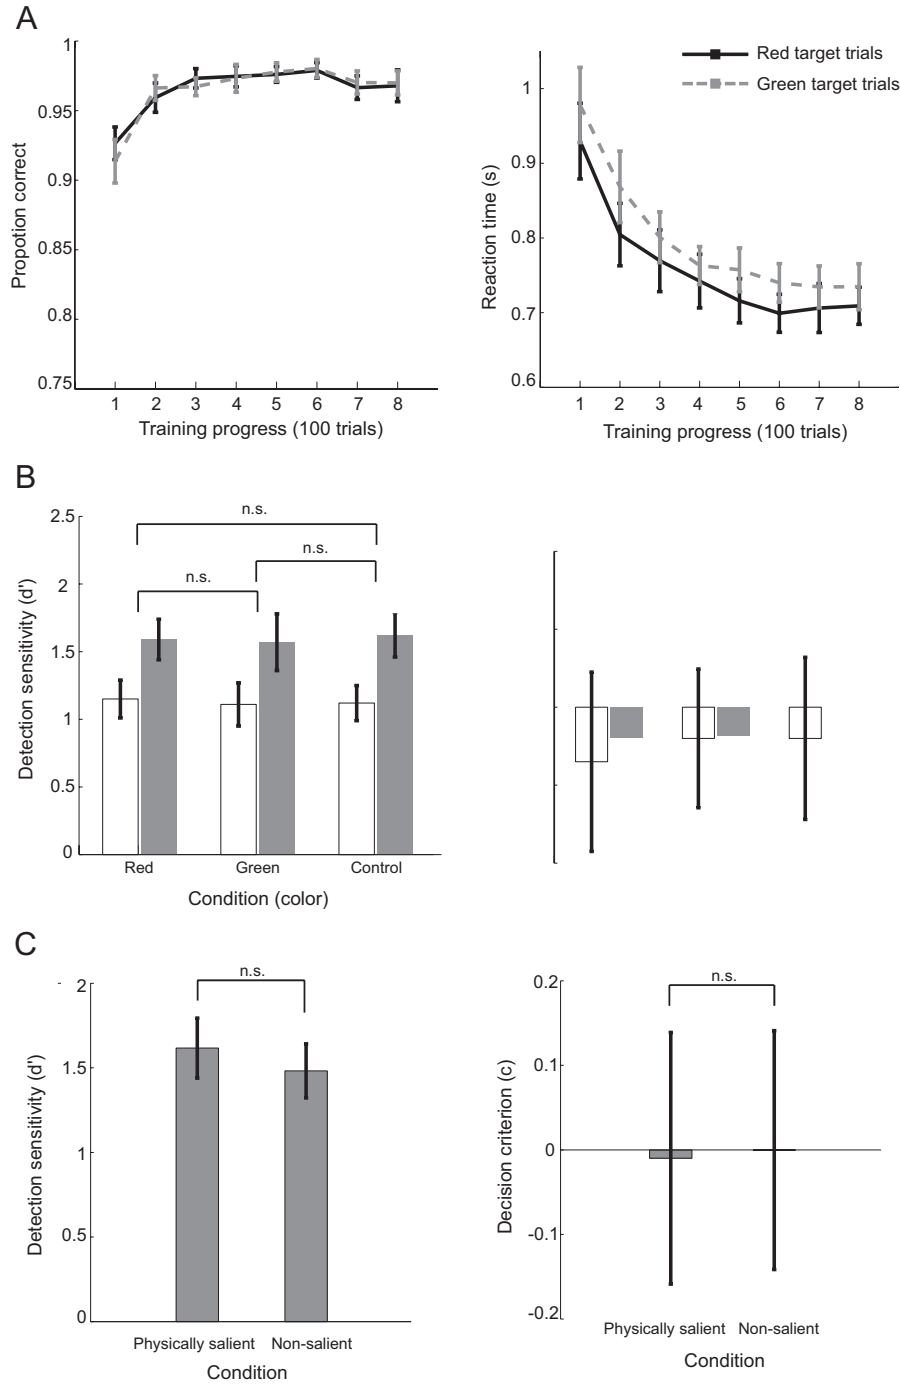 A
1
0.95
0.9
0.85
0.8
0.75
Propotion correct
1 2 3 4 5 6 7 8
Training progress (100 trials)
Red target trials
Green target trials
1
0.9
0.8
0.7
0.6
Reaction time (s)
1 2 3 4 5 6 7 8
Training progress (100 trials)
B
2.5
2
1.5
1
0.5
0
Detection sensitivity (d')
n.s.
n.s.
n.s.
Red Green Control
Condition (color)
C
2
1.5
1
0.5
0
Detection sensitivity (d')
n.s.
Physically salient Non-salient
Condition
0.2
0.1
0
-0.1
-0.2
Decision criterion (c)
n.s.
Physically salient Non-salient
Condition